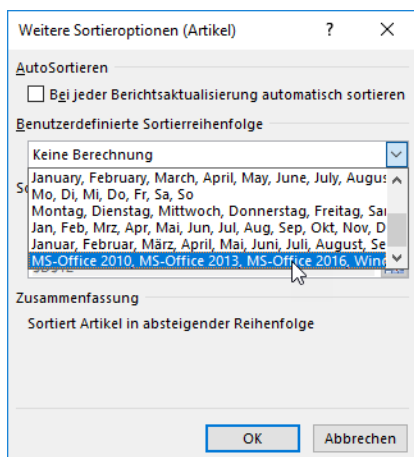 Weitere Sortieroptionen (Artikel) ?
AutoSortieren
Bei jeder Berichtsaktualisierung automatisch sortieren
Benutzerdefinierte Sortierreihenfolge
Keine Berechnung
January, February, March, April, May, June, July, Augus
Mo, Di, Mi, Do, Fr, Sa, So
Montag, Dienstag, Mittwoch, Donnerstag, Freitag, Sar
Jan, Feb, Mrz, Apr, Mai, Jun, Jul, Aug, Sep, Okt, Nov, D
Januar, Februar, März, April, Mai, Juni, Juli, August, Se
MS-Office 2010, MS-Office 2013, MS-Office 2016, Wind
Zusammenfassung
Sortiert Artikel in absteigender Reihenfolge
OK Abbrechen